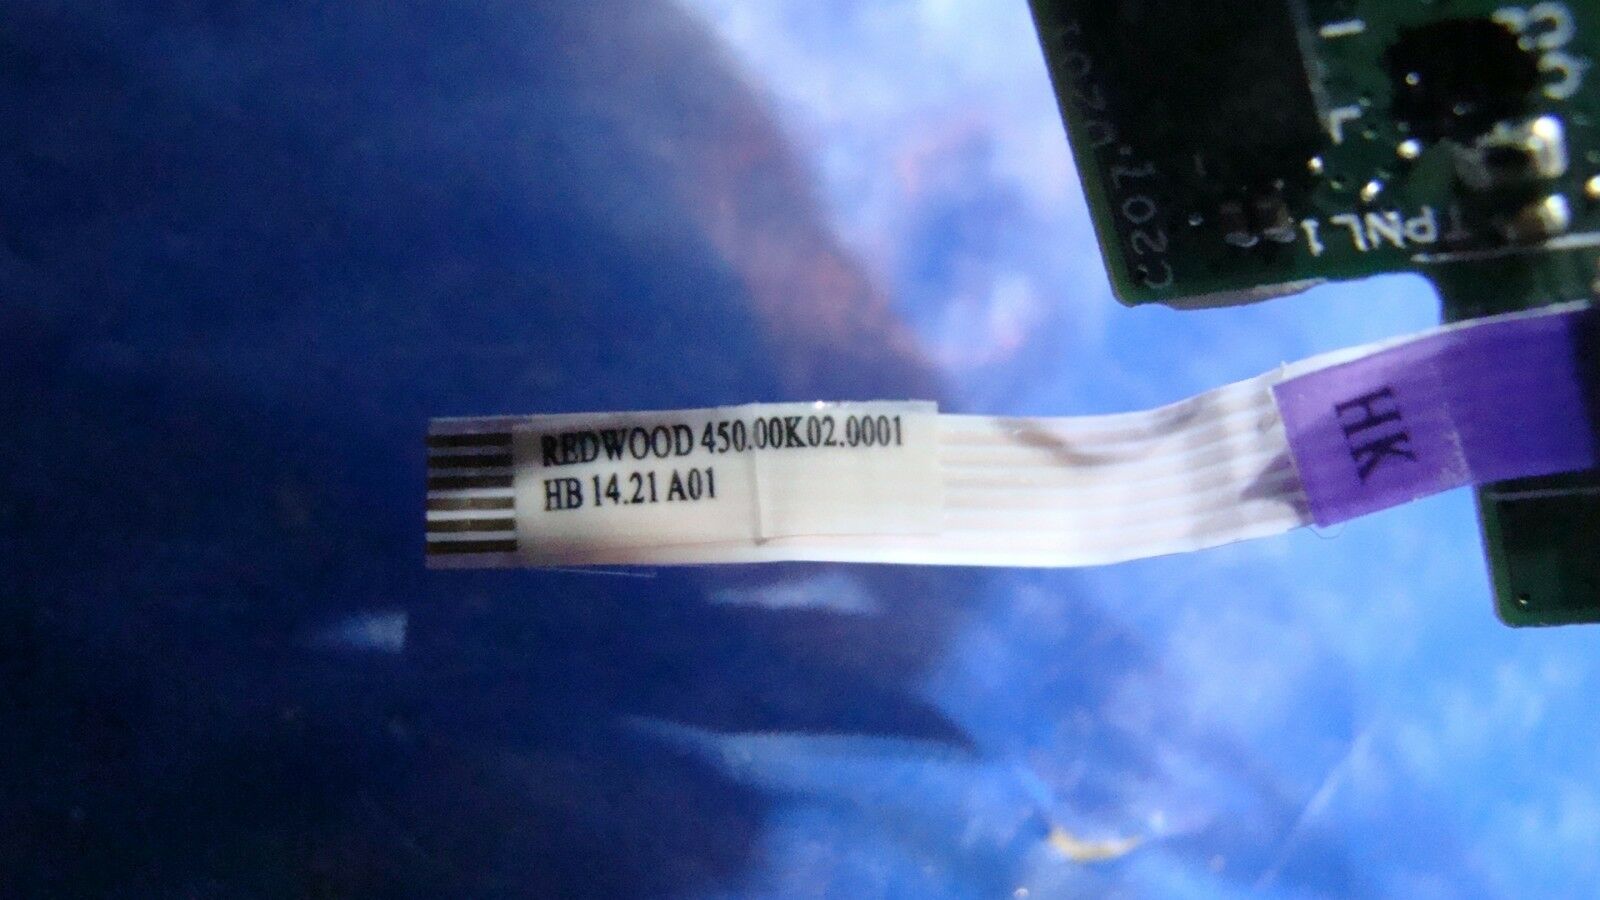 REDWOOD 450.00K02.0001
HB 14.21 A01
HK
TPNL1